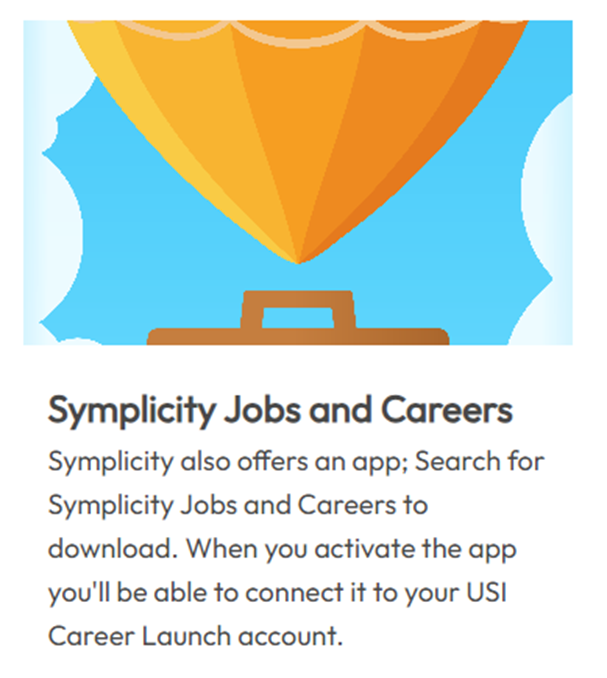 Symplicity Jobs and Careers
Symplicity also offers an app; Search for
Symplicity Jobs and Careers to
download. When you activate the app
you'll be able to connect it to your USI
Career Launch account.